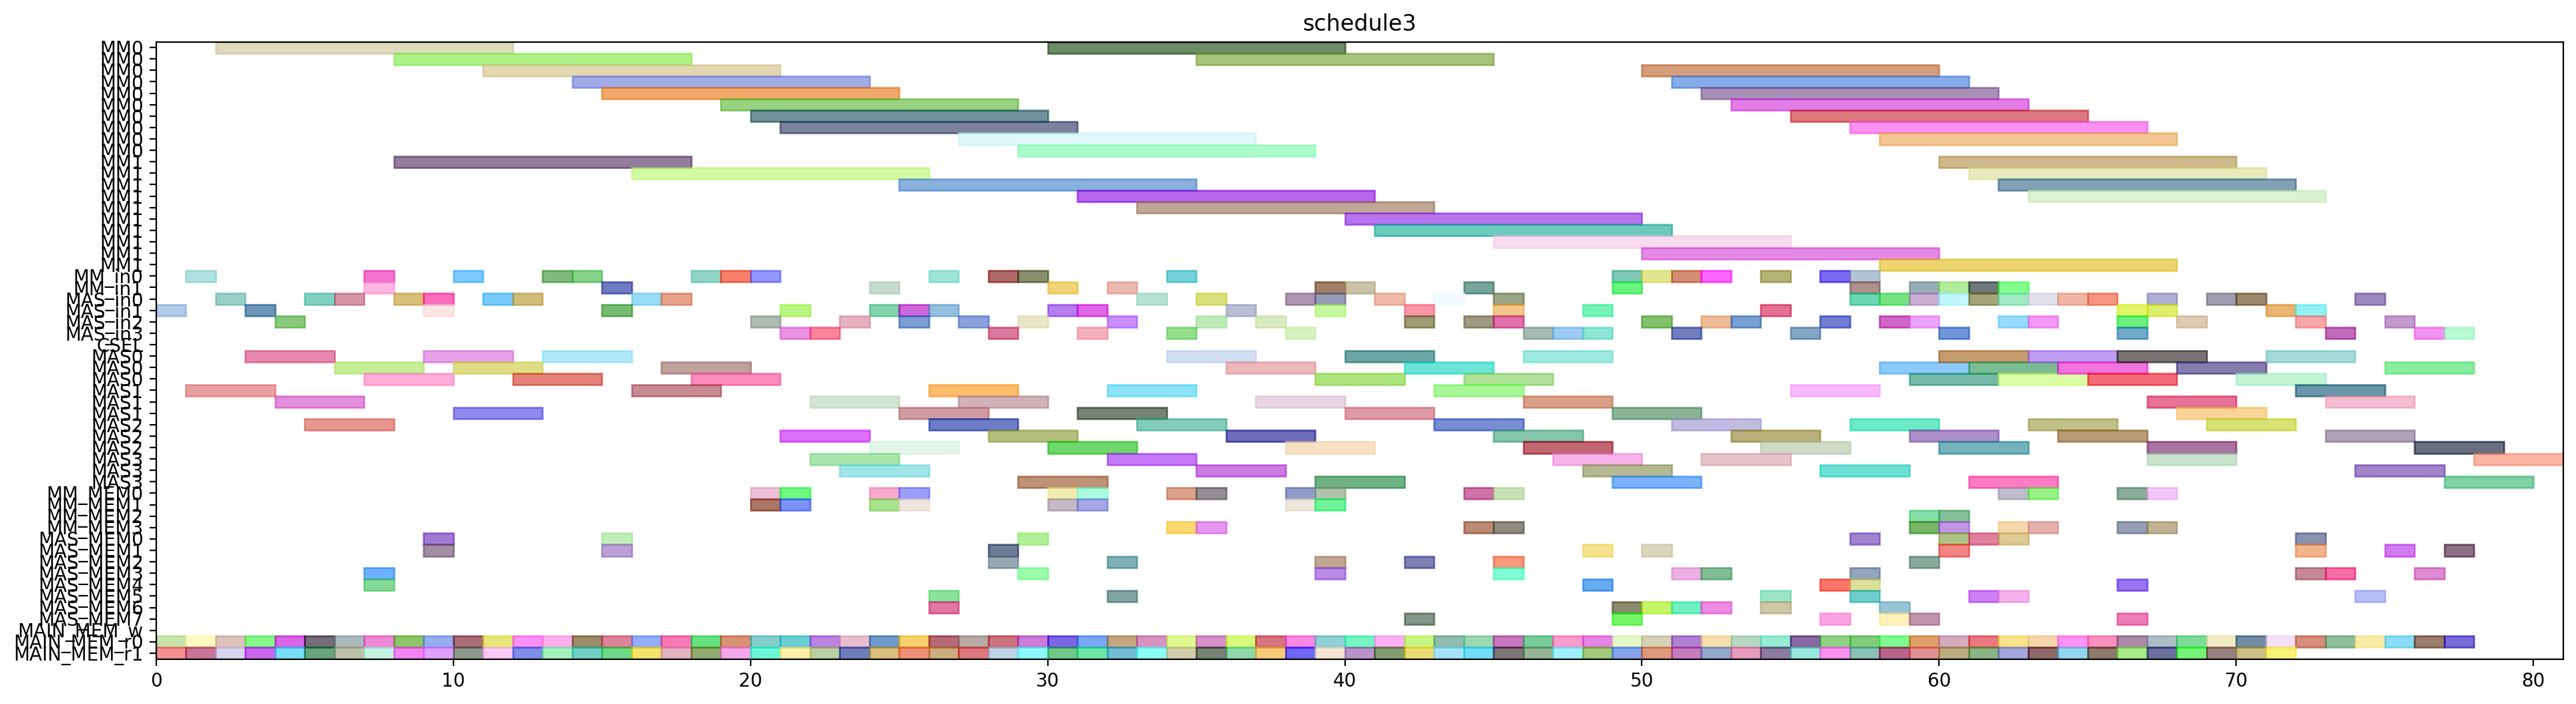 schedule3
MM0
MM0
MM0
MM0
MM0
MM0
MM0
MM0
MM0
MM0
MM1
MM1
MM1
MM1
MM1
MM1
MM1
MM1
MM1
MM1
MM_in0
MM_in1
MAS_in0
MAS_in1
MAS_in2
MAS_in3
CSEL
MAS0
MAS0
MAS0
MAS1
MAS1
MAS1
MAS2
MAS2
MAS2
MAS3
MAS3
MAS3
MM_MEM0
MM_MEM1
MM_MEM2
MM_MEM3
MAS_MEM0
MAS_MEM1
MAS_MEM2
MAS_MEM3
MAS_MEM4
MAS_MEM5
MAS_MEM6
MAS_MEM7
MAIN_MEM_w
MAIN_MEM_r0
MAIN_MEM_r1
0 10 20 30 40 50 60 70 80